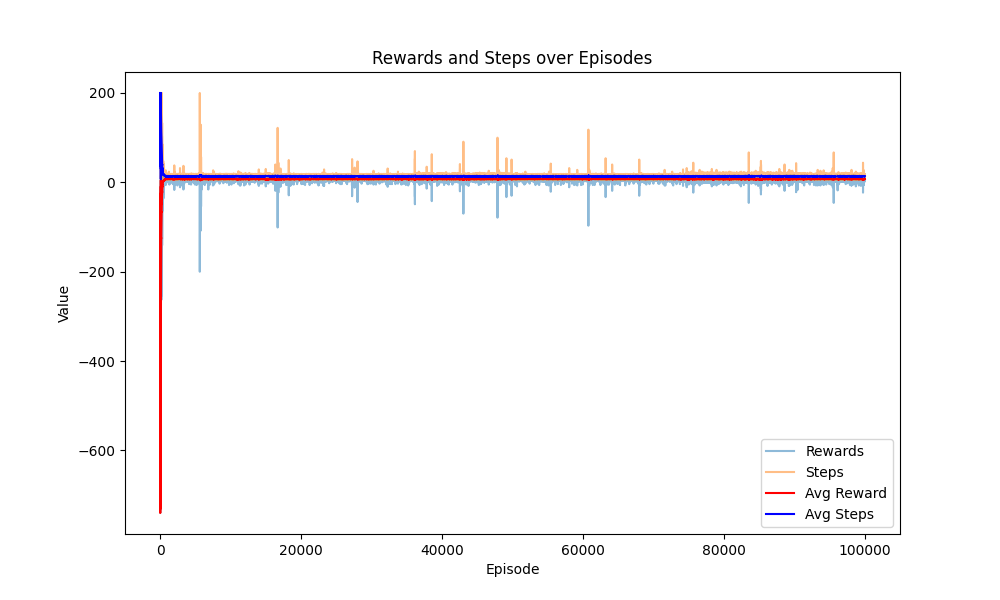 Rewards and Steps over Episodes
Value
200
0
−200
−400
−600
0
20000
40000
60000
80000
100000
Episode
Rewards
Steps
Avg Reward
Avg Steps